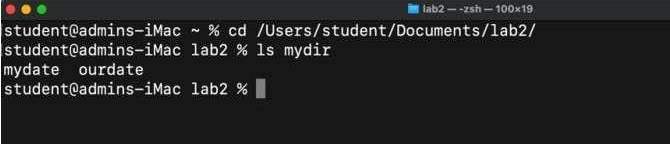 lab2 — -zsh — 100×19
student@admins-iMac ~ % cd /Users/student/Documents/lab2/
student@admins-iMac lab2 % ls mydir
mydate  ourdate
student@admins-iMac lab2 %